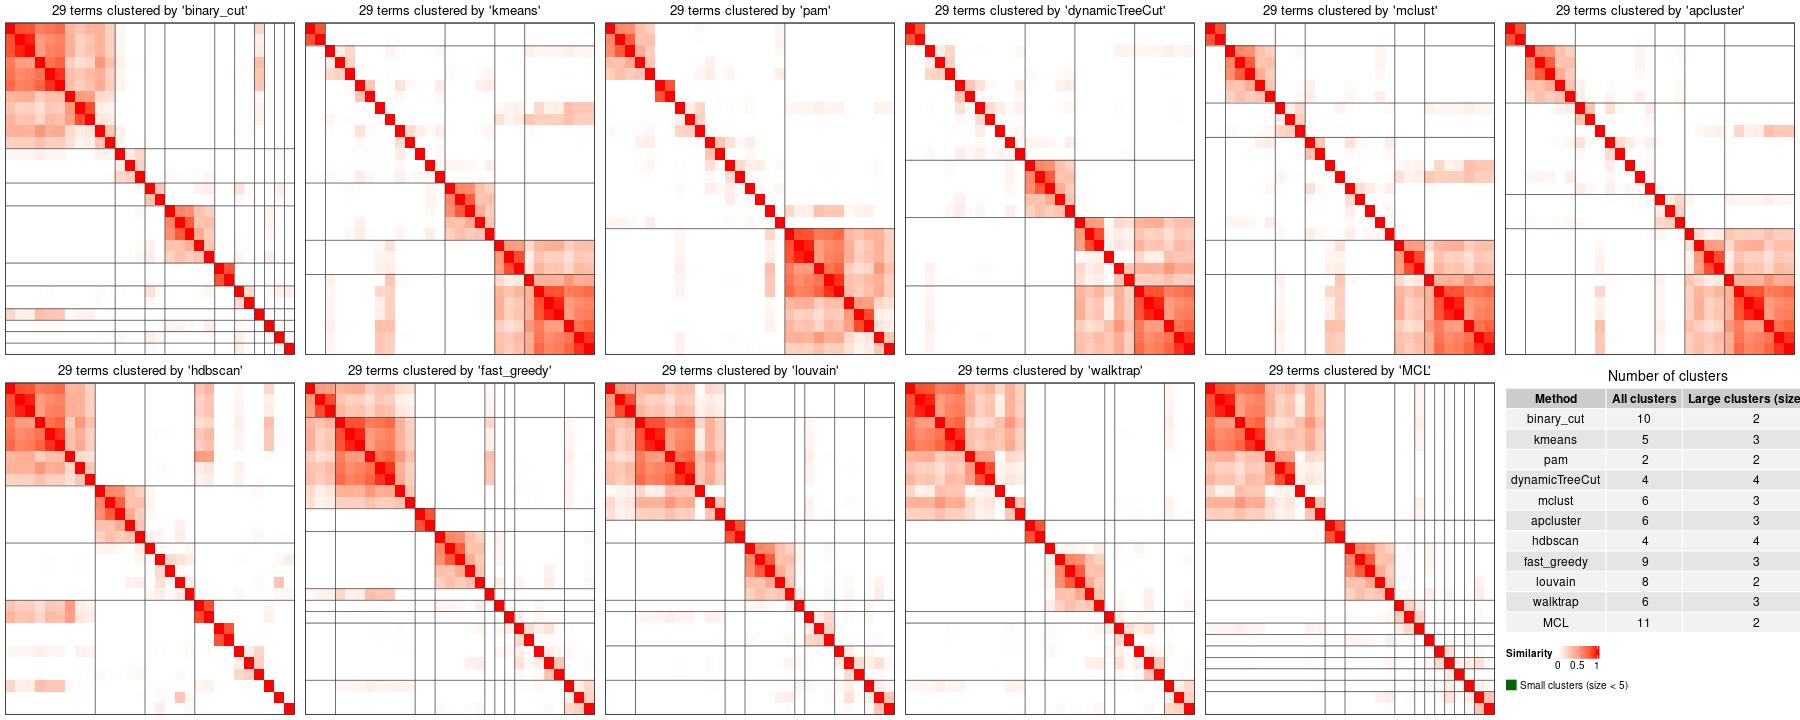 29 terms clustered by 'binary_cut'
29 terms clustered by 'kmeans'
29 terms clustered by 'pam'
29 terms clustered by 'dynamicTreeCut'
29 terms clustered by 'mclust'
29 terms clustered by 'apcluster'
29 terms clustered by 'hdbscan'
29 terms clustered by 'fast_greedy'
29 terms clustered by 'louvain'
29 terms clustered by 'walktrap'
29 terms clustered by 'MCL'
Number of clusters
Method All clusters Large clusters (size
binary_cut 10 2
kmeans 5 3
pam 2 2
dynamicTreeCut 4 4
mclust 6 3
apcluster 6 3
hdbscan 4 4
fast_greedy 9 3
louvain 8 2
walktrap 6 3
MCL 11 2
Similarity
0 0.5 1
Small clusters (size < 5)